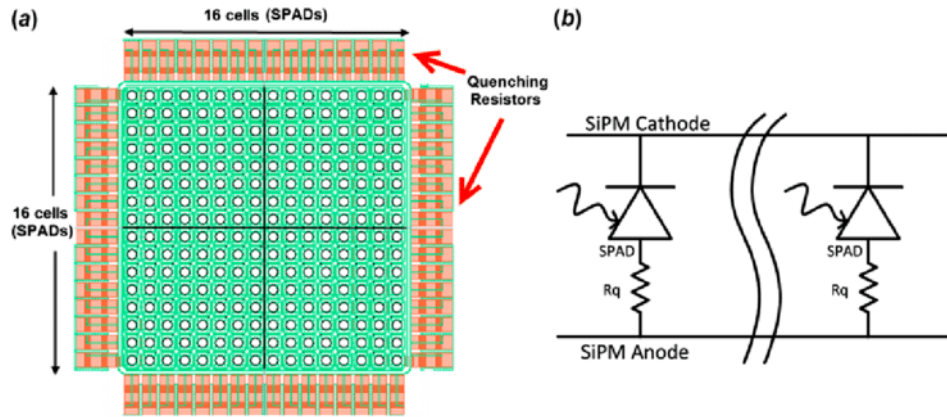 (a)
16 cells (SPADs)
Quenching
Resistors
16 cells
(SPADs)
(b)
SiPM Cathode
SPAD
Rq
SPAD
Rq
SiPM Anode